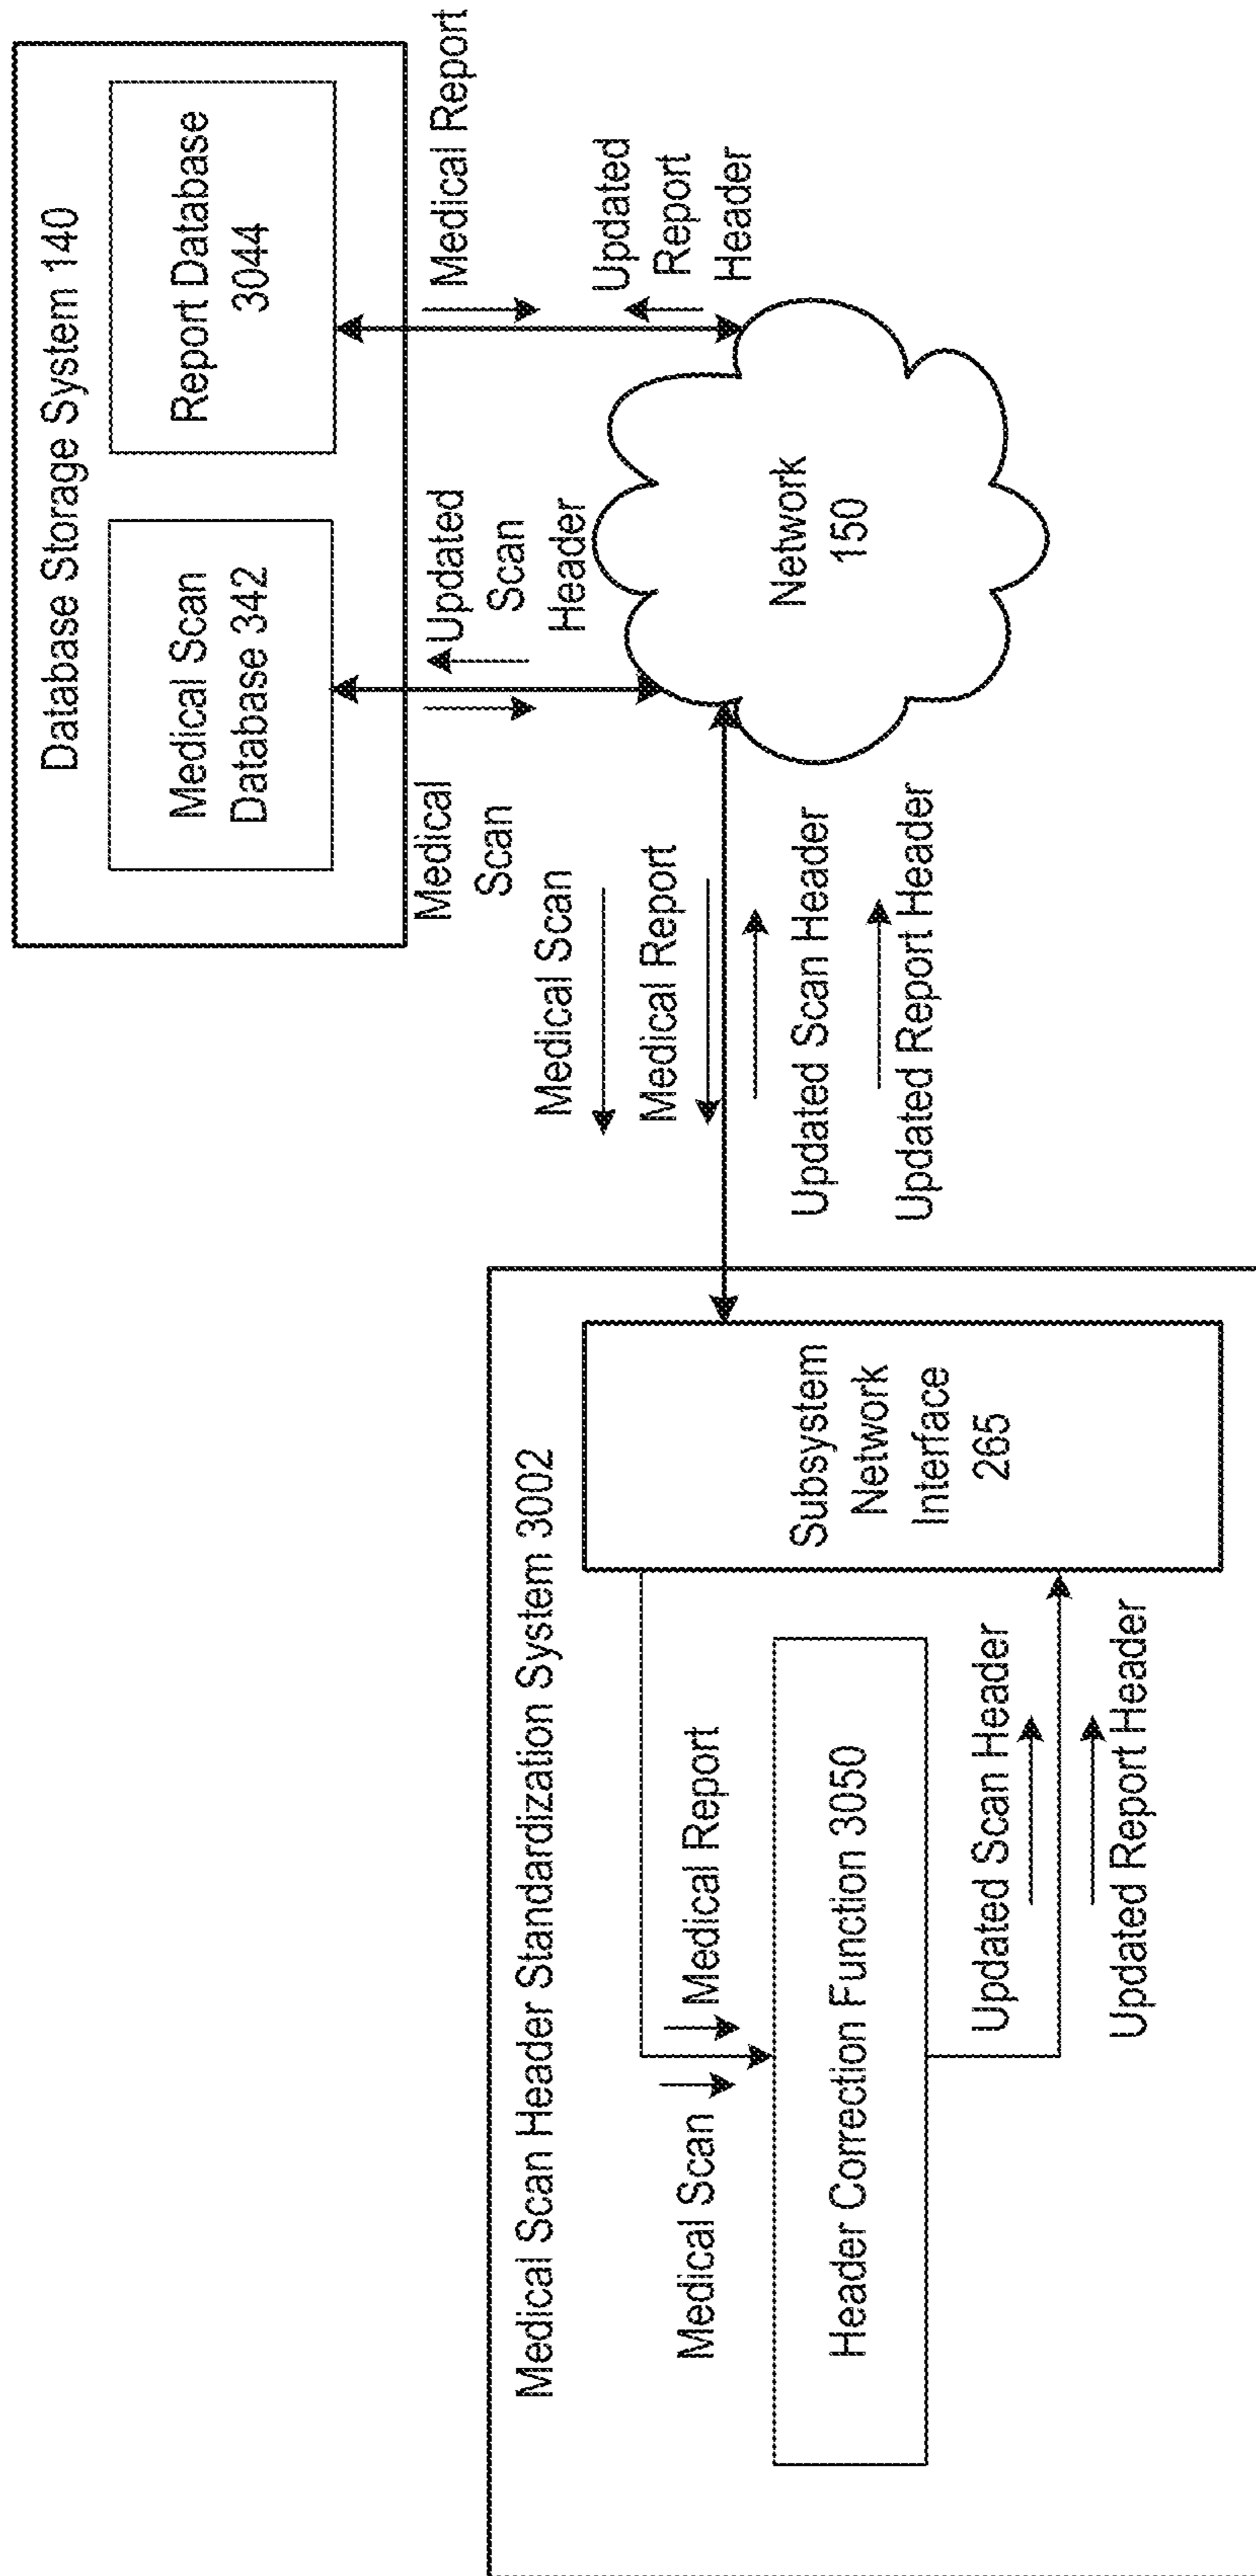 Database Storage System 140
Medical Scan
Database 342
Report Database
3044
Medical
Scan
Updated
Scan
Header
Medical Report
Updated
Report
Header
Network
150
Medical Scan
Medical Report
Updated Scan Header
Updated Report Header
Medical Scan Header Standardization System 3002
Subsystem
Network
Interface
265
Medical Scan
Medical Report
Header Correction Function 3050
Updated Scan Header
Updated Report Header